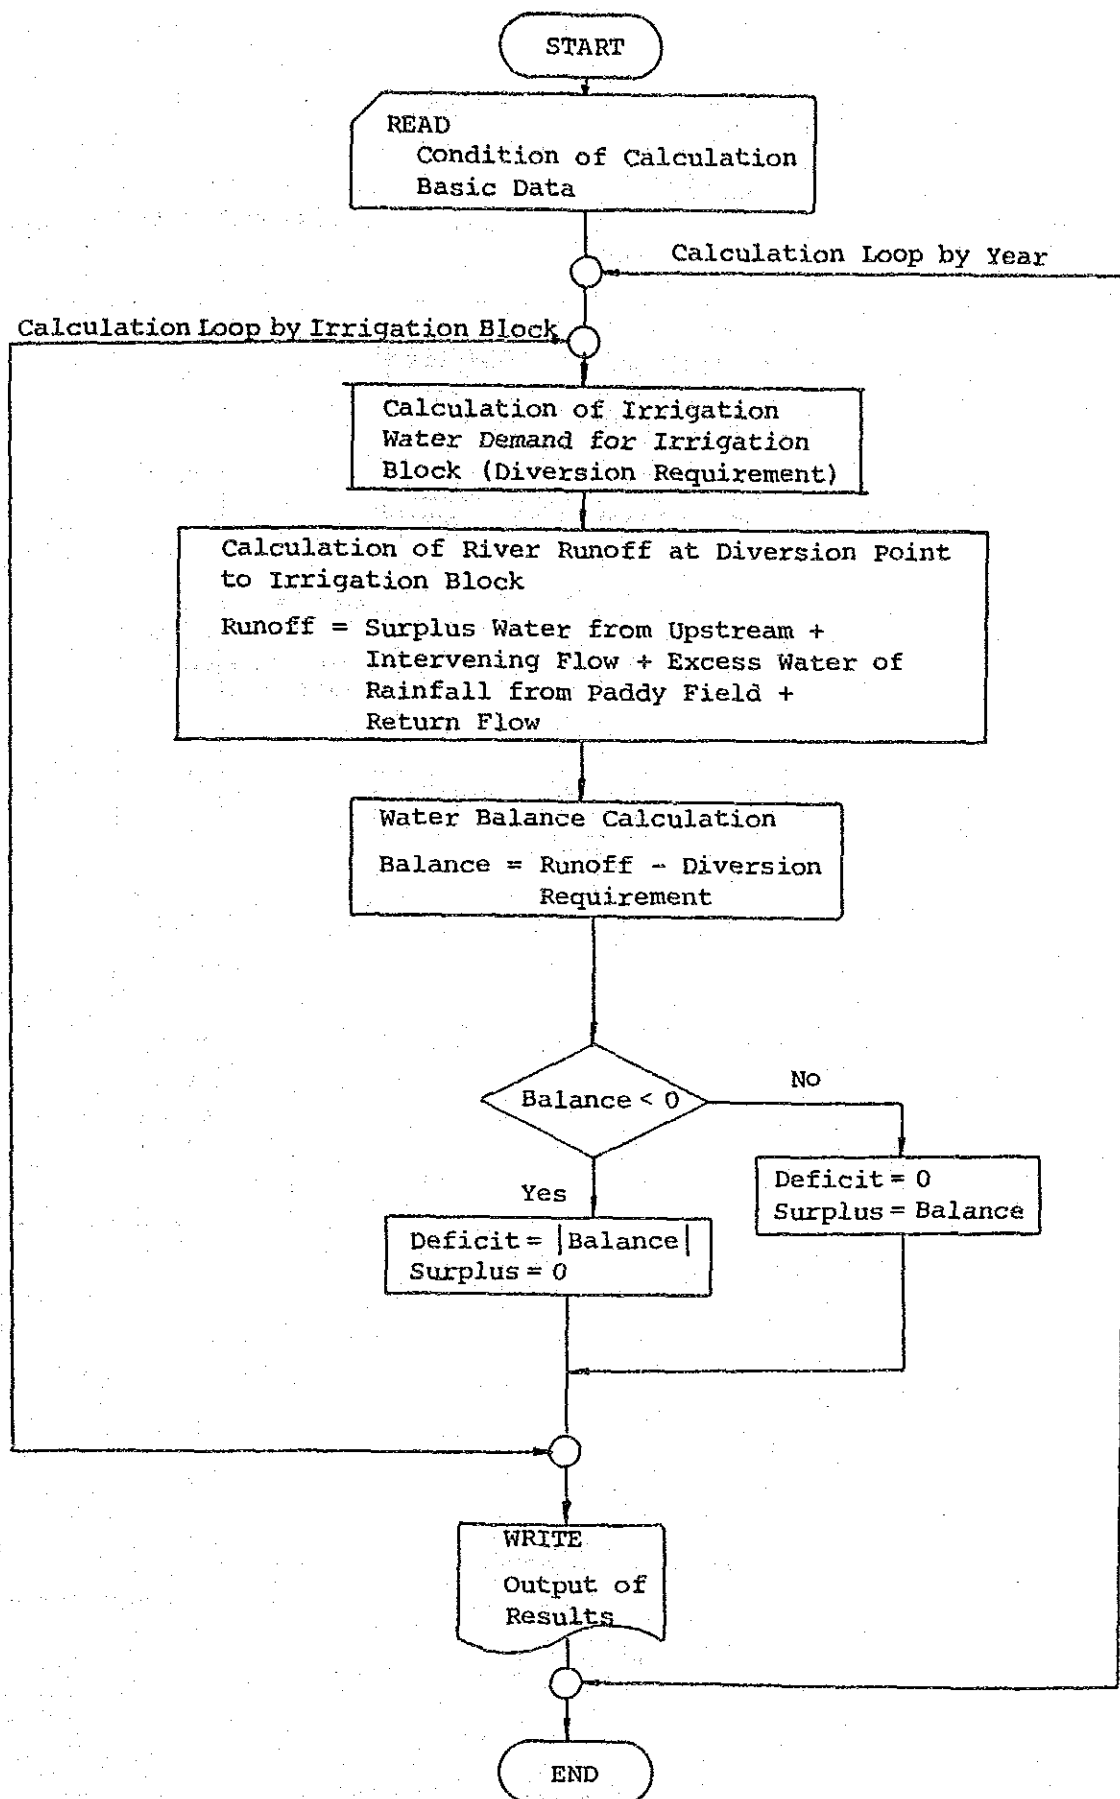 START
READ
Condition of Calculation
Basic Data
Calculation Loop by Year
Calculation Loop by Irrigation Block
Calculation of Irrigation
Water Demand for Irrigation
Block (Diversion Requirement)
Calculation of River Runoff at Diversion Point
to Irrigation Block
Runoff = Surplus Water from Upstream +
Intervening Flow + Excess Water of
Rainfall from Paddy Field +
Return Flow
Water Balance Calculation
Balance = Runoff - Diversion
Requirement
Balance < 0
No
Deficit = 0
Surplus = Balance
Yes
Deficit = |Balance|
Surplus = 0
WRITE
Output of
Results
END